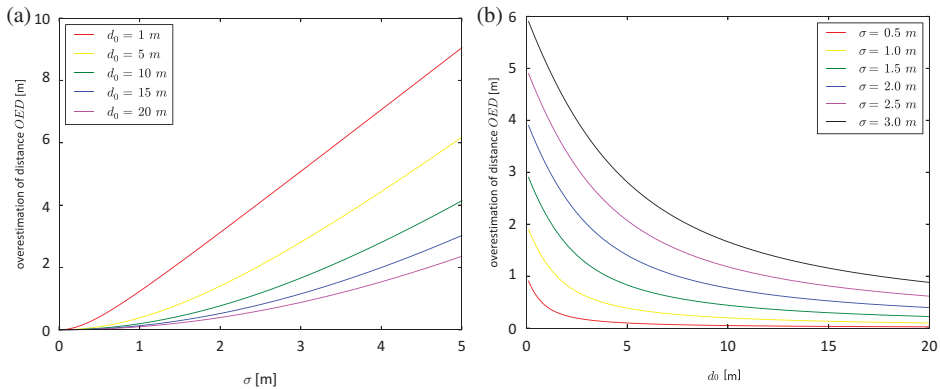 (a)
overestimation of distance OED [m]
10
8
6
4
2
0
d₀ = 1 m
d₀ = 5 m
d₀ = 10 m
d₀ = 15 m
d₀ = 20 m
0 1 2 3 4 5
σ [m]
(b)
overestimation of distance OED [m]
6
5
4
3
2
1
0
σ = 0.5 m
σ = 1.0 m
σ = 1.5 m
σ = 2.0 m
σ = 2.5 m
σ = 3.0 m
0 5 10 15 20
d₀ [m]